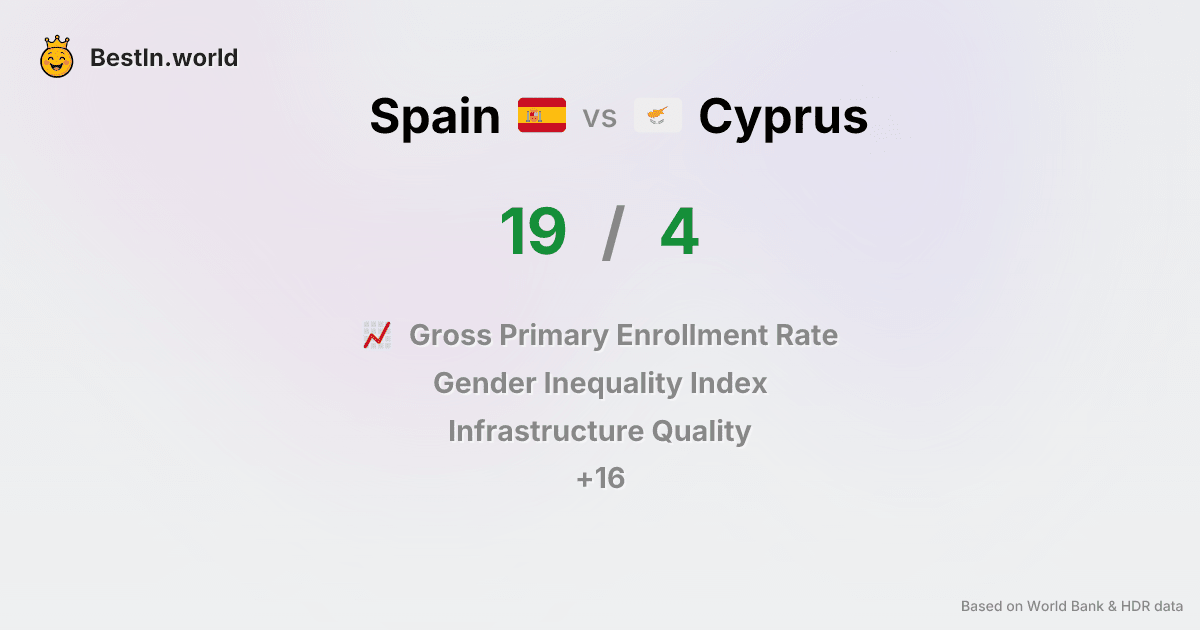 BestIn.world
Spain vs Cyprus
19 / 4
Gross Primary Enrollment Rate
Gender Inequality Index
Infrastructure Quality
+16
Based on World Bank & HDR data